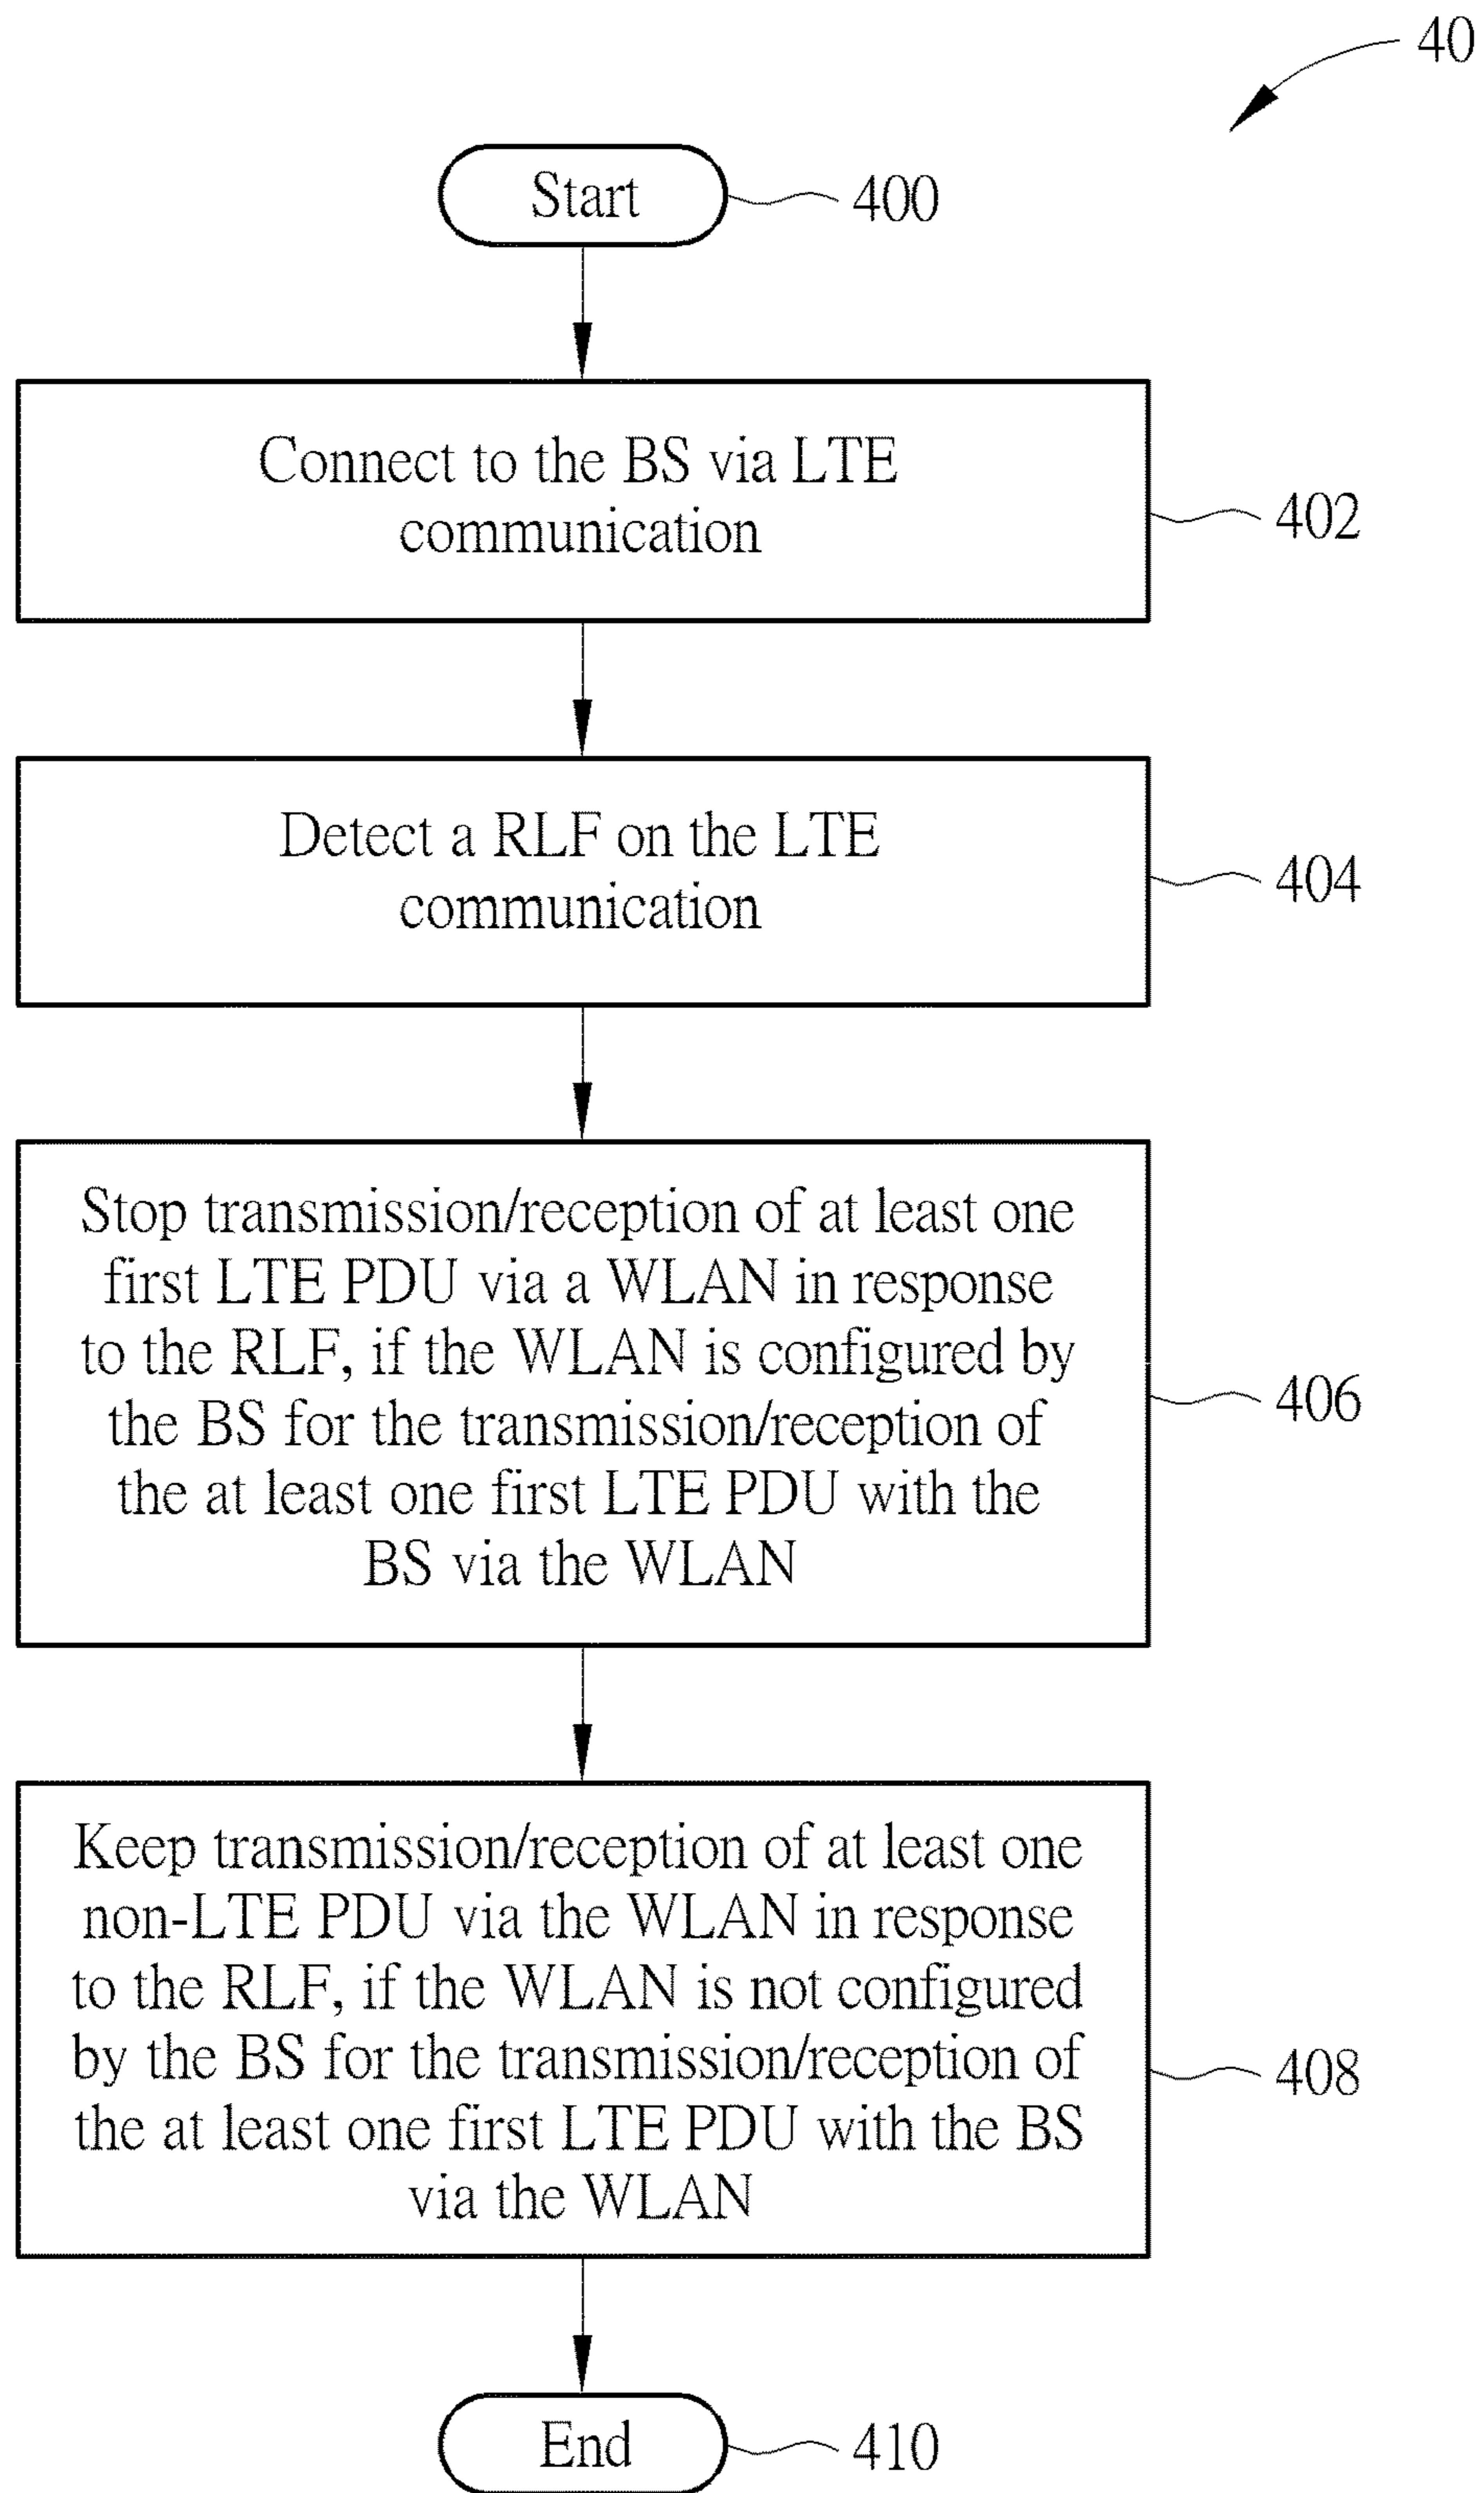 40
Start
400
Connect to the BS via LTE
communication
402
Detect a RLF on the LTE
communication
404
Stop transmission/reception of at least one
first LTE PDU via a WLAN in response
to the RLF, if the WLAN is configured by
the BS for the transmission/reception of
the at least one first LTE PDU with the
BS via the WLAN
406
Keep transmission/reception of at least one
non-LTE PDU via the WLAN in response
to the RLF, if the WLAN is not configured
by the BS for the transmission/reception of
the at least one first LTE PDU with the BS
via the WLAN
408
End
410